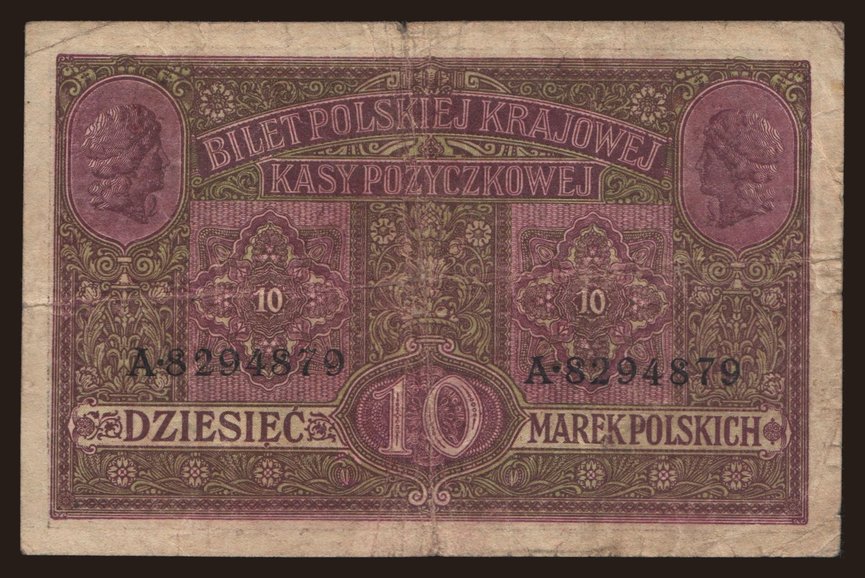 BILET POLSKIEJ KRAJOWEJ
KASY POŻYCZKOWEJ
10 10
A·8294879 A·8294879
DZIESIĘĆ 10 MAREK POLSKICH